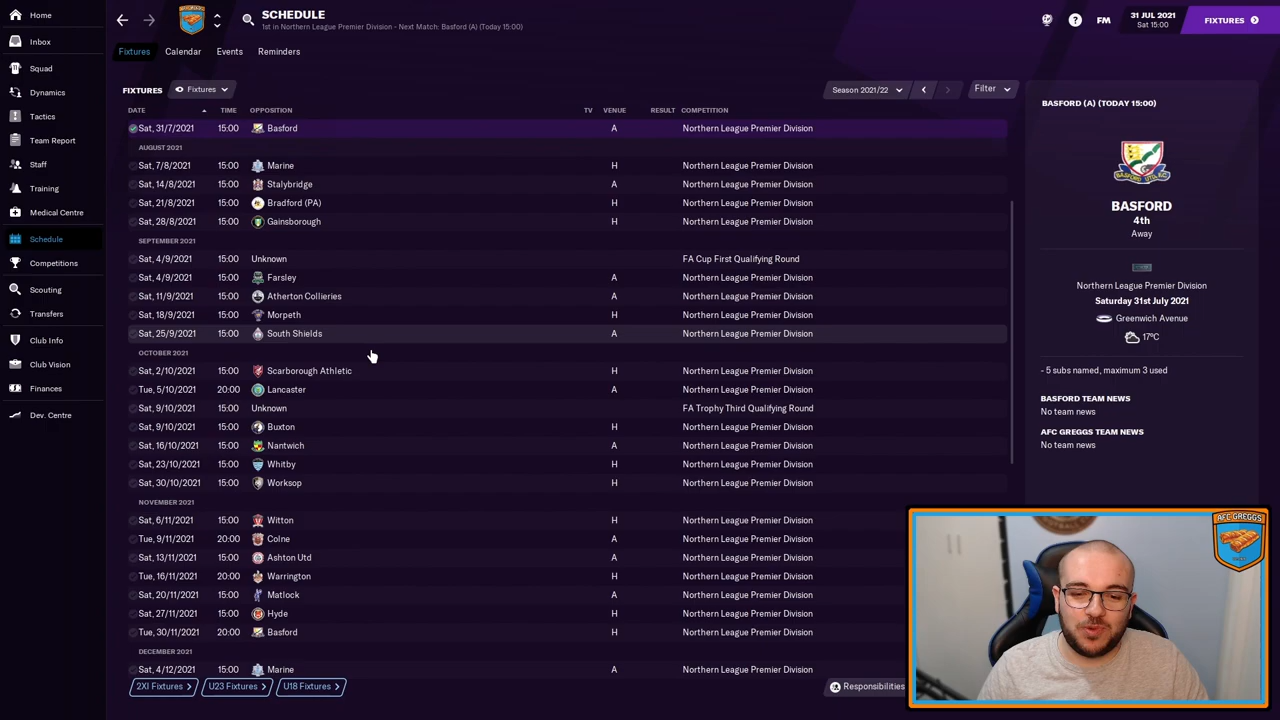 Home
Inbox
Squad
Dynamics
Tactics
Team Report
Staff
Training
Medical Centre
Schedule
Competitions
Scouting
Transfers
Club Info
Club Vision
Finances
Dev. Centre
SCHEDULE
1st in Northern League Premier Division - Next Match: Basford (A) (Today 15:00)
? FM 31 JUL 2021 Sat 15:00 FIXTURES
Fixtures Calendar Events Reminders
FIXTURES Fixtures Season 2021/22 Filter
DATE TIME OPPOSITION TV VENUE RESULT COMPETITION
Sat, 31/7/2021 15:00 Basford A Northern League Premier Division
AUGUST 2021
Sat, 7/8/2021 15:00 Marine H Northern League Premier Division
Sat, 14/8/2021 15:00 Stalybridge A Northern League Premier Division
Sat, 21/8/2021 15:00 Bradford (PA) H Northern League Premier Division
Sat, 28/8/2021 15:00 Gainsborough H Northern League Premier Division
SEPTEMBER 2021
Sat, 4/9/2021 15:00 Unknown FA Cup First Qualifying Round
Sat, 4/9/2021 15:00 Farsley A Northern League Premier Division
Sat, 11/9/2021 15:00 Atherton Collieries A Northern League Premier Division
Sat, 18/9/2021 15:00 Morpeth H Northern League Premier Division
Sat, 25/9/2021 15:00 South Shields A Northern League Premier Division
OCTOBER 2021
Sat, 2/10/2021 15:00 Scarborough Athletic H Northern League Premier Division
Tue, 5/10/2021 20:00 Lancaster A Northern League Premier Division
Sat, 9/10/2021 15:00 Unknown FA Trophy Third Qualifying Round
Sat, 9/10/2021 15:00 Buxton H Northern League Premier Division
Sat, 16/10/2021 15:00 Nantwich A Northern League Premier Division
Sat, 23/10/2021 15:00 Whitby H Northern League Premier Division
Sat, 30/10/2021 15:00 Worksop H Northern League Premier Division
NOVEMBER 2021
Sat, 6/11/2021 15:00 Witton H Northern League Premier Division
Tue, 9/11/2021 20:00 Colne A Northern League Premier Division
Sat, 13/11/2021 15:00 Ashton Utd A Northern League Premier Division
Tue, 16/11/2021 20:00 Warrington H Northern League Premier Division
Sat, 20/11/2021 15:00 Matlock A Northern League Premier Division
Sat, 27/11/2021 15:00 Hyde H Northern League Premier Division
Tue, 30/11/2021 20:00 Basford H Northern League Premier Division
DECEMBER 2021
Sat, 4/12/2021 15:00 Marine A Northern League Premier Division
2XI Fixtures U23 Fixtures U18 Fixtures Responsibilities
BASFORD (A) (TODAY 15:00)
BASFORD
4th
Away
Northern League Premier Division
Saturday 31st July 2021
Greenwich Avenue
17°C
- 5 subs named, maximum 3 used
BASFORD TEAM NEWS
No team news
AFC GREGGS TEAM NEWS
No team news
AFC GREGGS